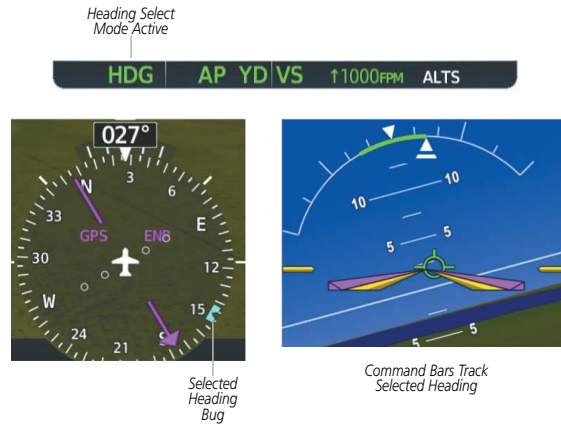 Heading Select
Mode Active
HDG AP YD VS ↑1000FPM ALTS
027°
N 3 6 E 12 15 S 21 24 W 30 33
GPS ENR
10 10
5 5
5 5
Selected
Heading
Bug
Command Bars Track
Selected Heading